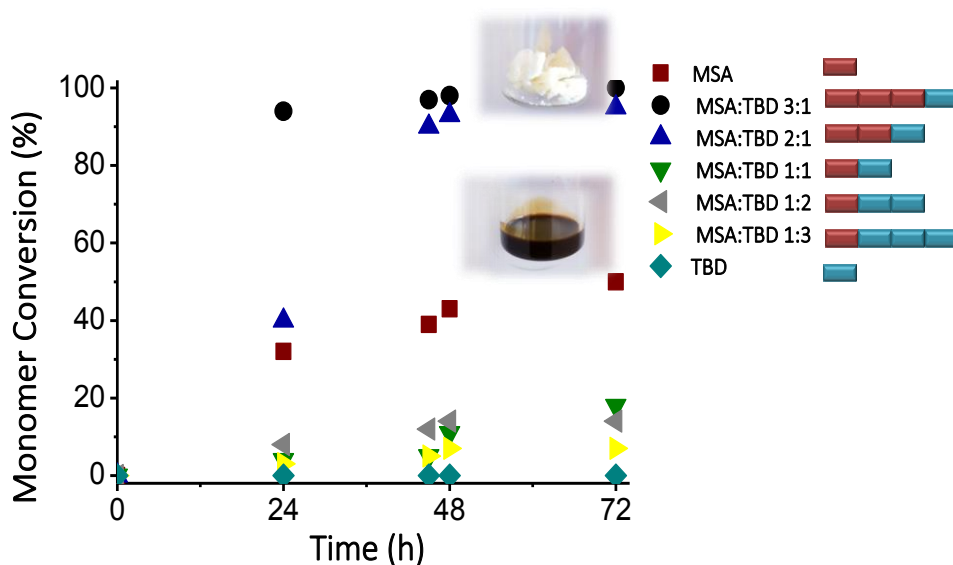 Monomer Conversion (%)
100
80
60
40
20
0
0 24 48 72
Time (h)
MSA
MSA:TBD 3:1
MSA:TBD 2:1
MSA:TBD 1:1
MSA:TBD 1:2
MSA:TBD 1:3
TBD